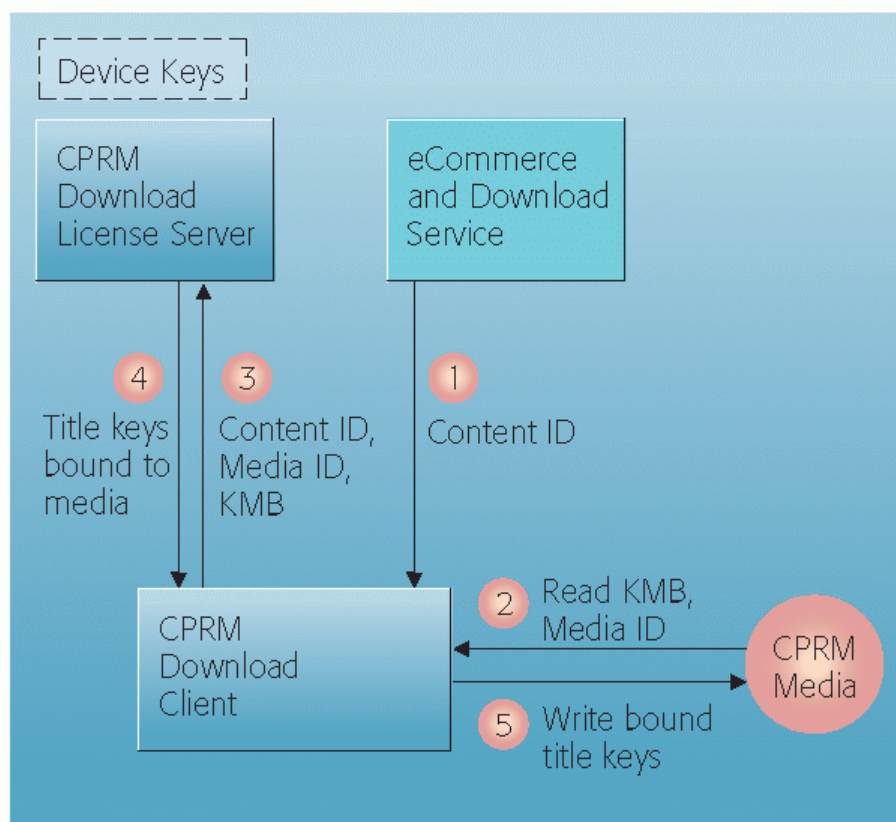 Device Keys
CPRM
Download
License Server
eCommerce
and Download
Service
4
Title keys
bound to
media
3
Content ID,
Media ID,
KMB
1
Content ID
2
Read KMB,
Media ID
CPRM
Download
Client
CPRM
Media
5
Write bound
title keys